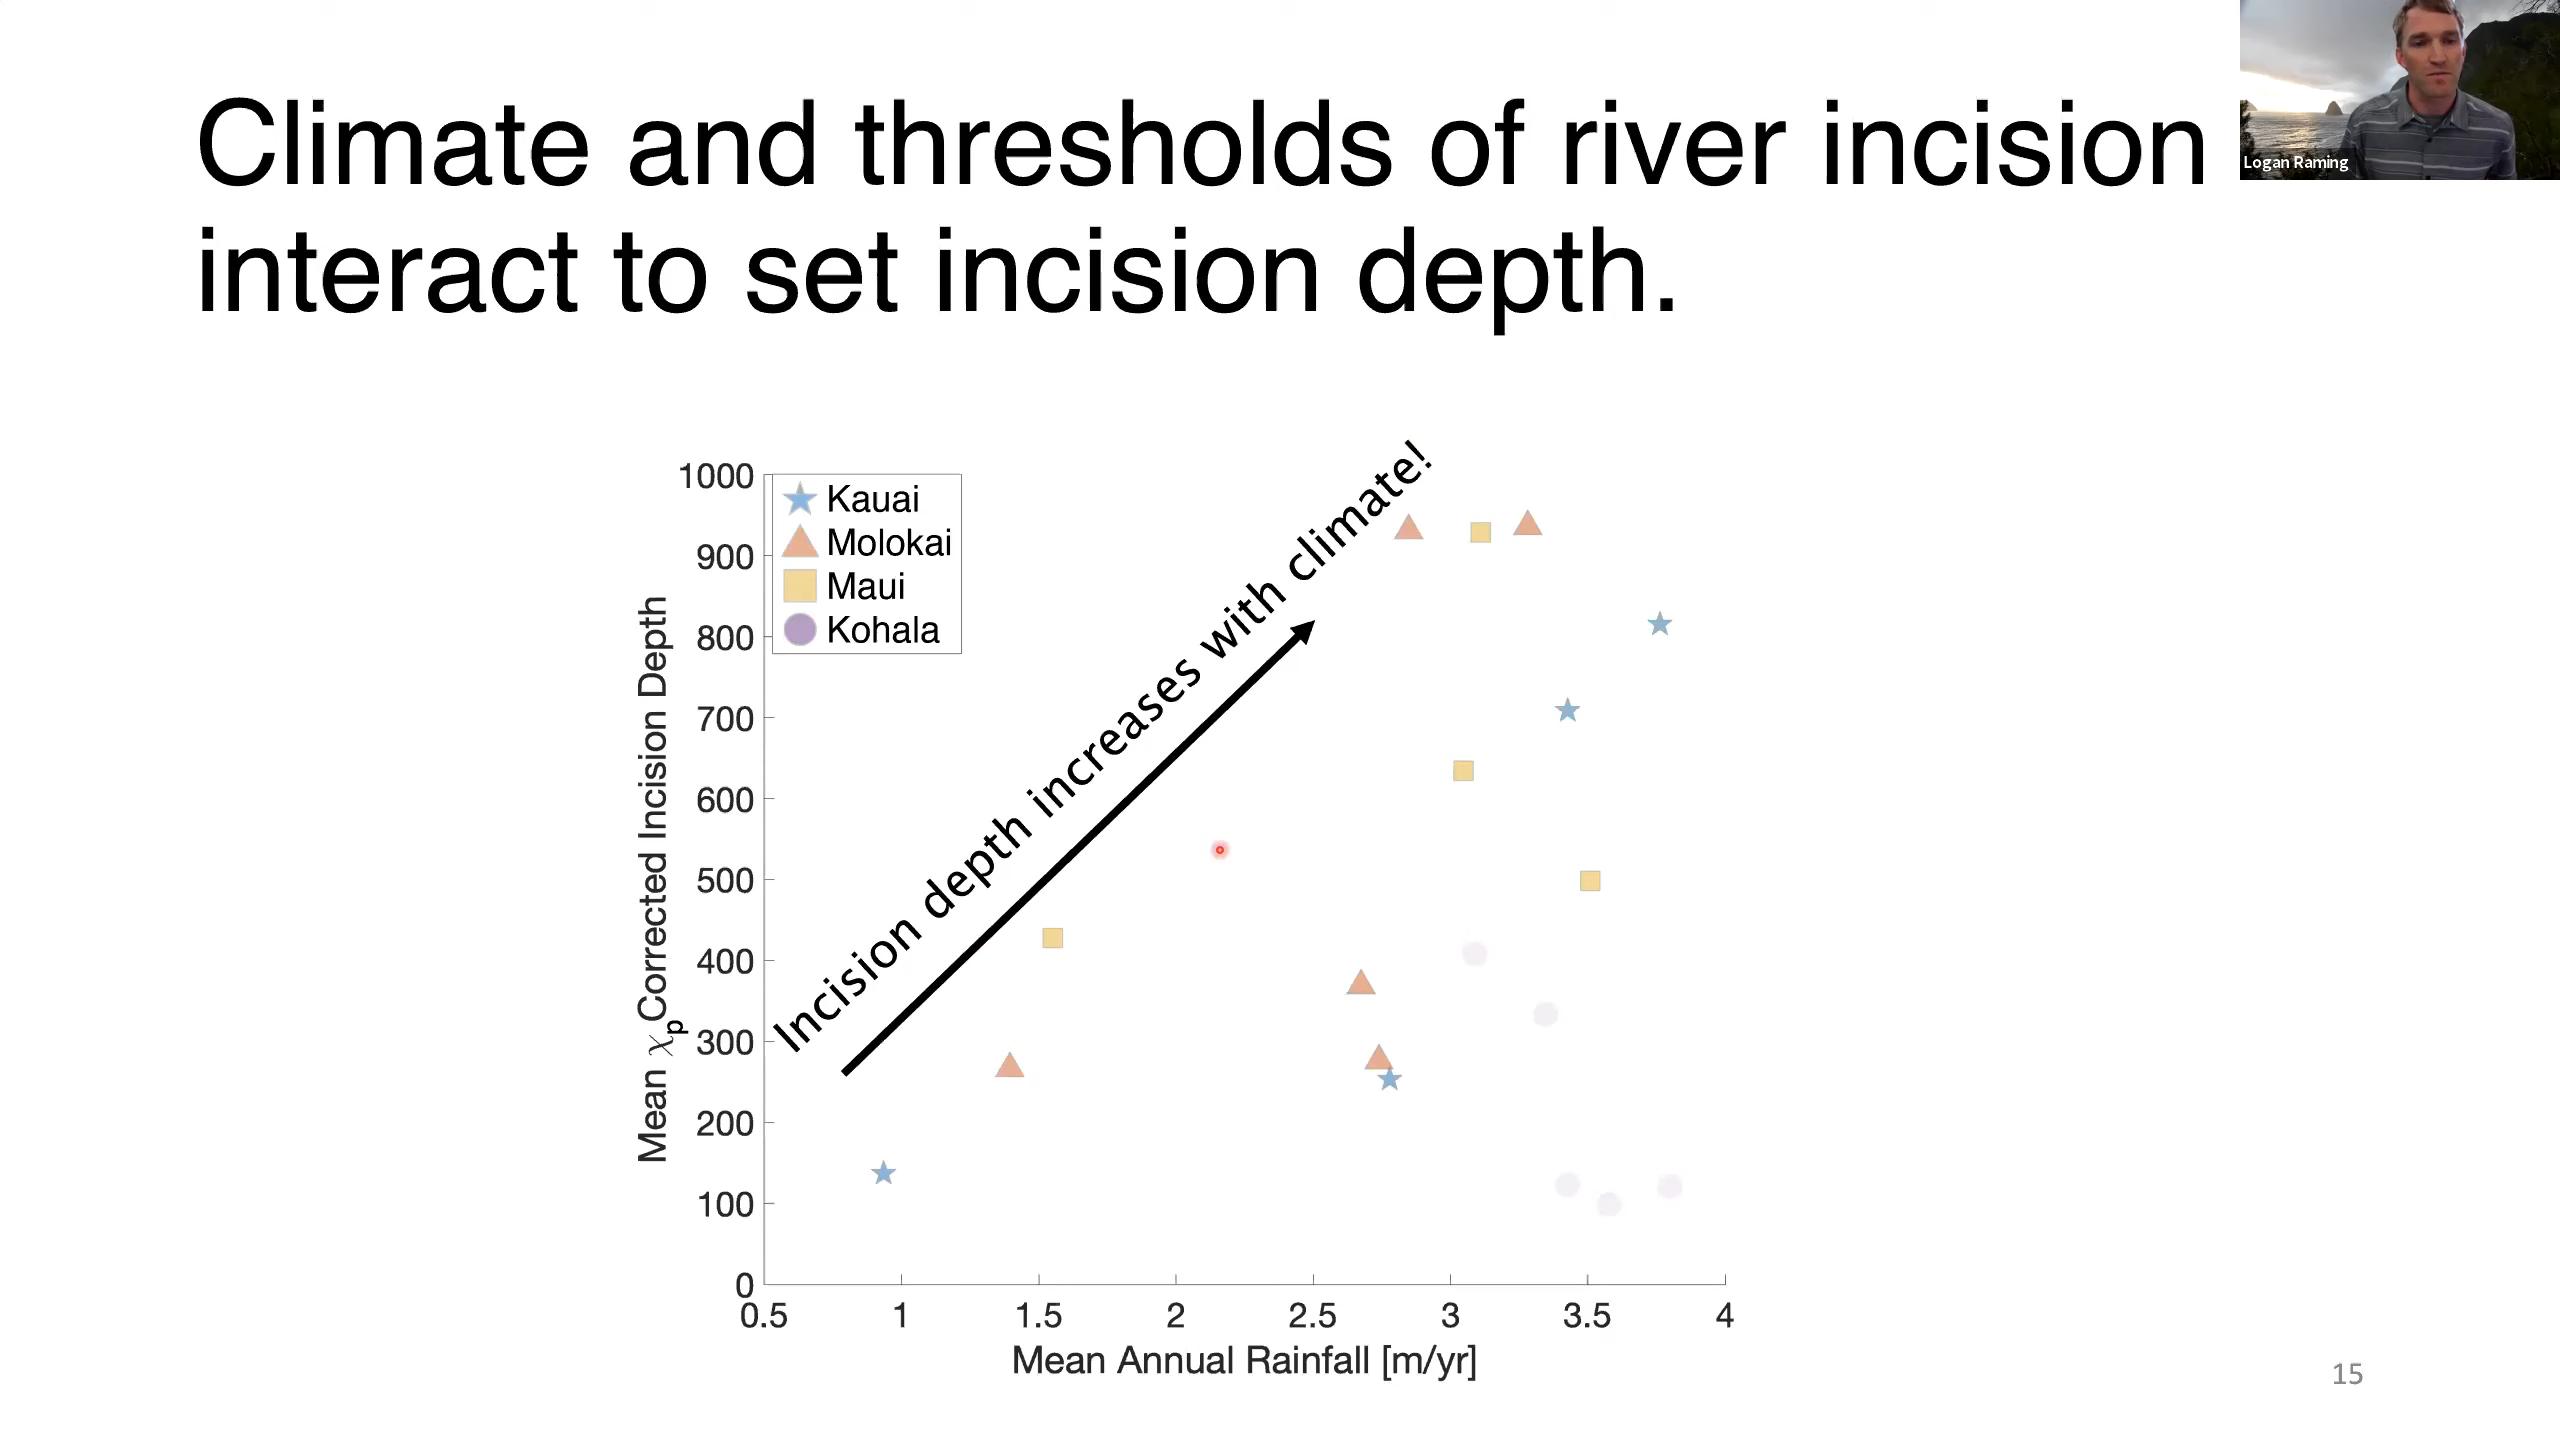 Climate and thresholds of river incision
interact to set incision depth.
Logan Raming
Incision depth increases with climate!
Kauai
Molokai
Maui
Kohala
Mean χp Corrected Incision Depth
1000
900
800
700
600
500
400
300
200
100
0
0.5 1 1.5 2 2.5 3 3.5 4
Mean Annual Rainfall [m/yr]
15